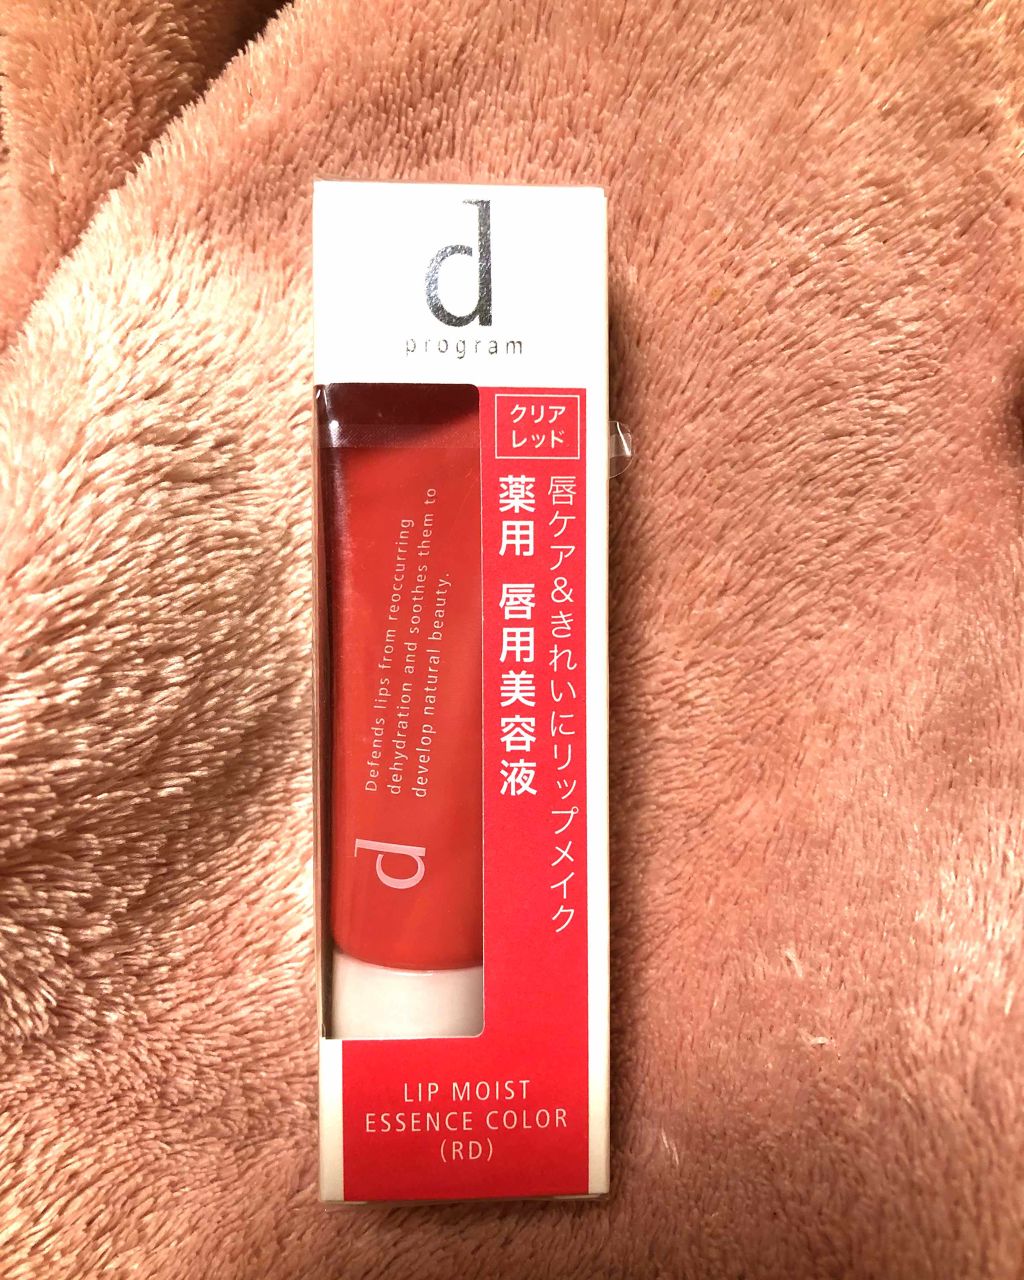 d
program
クリア
レッド
唇ケア&きれいにリップメイク
薬用 唇用美容液
Defends lips from reoccurring
dehydration and soothes them to
develop natural beauty.
d
LIP MOIST
ESSENCE COLOR
(RD)